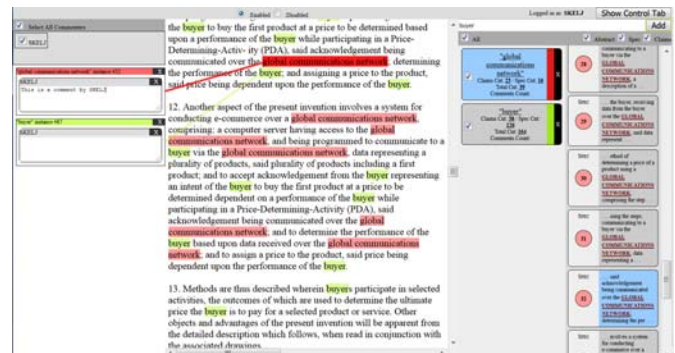 Enabled Disabled
Logged in as: SKELJ
Show Control Tab
Select All Commenters
SKELJ
"global communications network" instance #32 X
SKELJ X
This is a comment by SKELJ
"buyer" instance #87 X
SKELJ X
the buyer to buy the first product at a price to be determined based
upon a performance of the buyer while participating in a Price-
Determining-Activ- ity (PDA), said acknowledgement being
communicated over the global communications network; determining
the performance of the buyer; and assigning a price to the product,
said price being dependent upon the performance of the buyer.
12. Another aspect of the present invention involves a system for
conducting e-commerce over a global communications network,
comprising: a computer server having access to the global
communications network, and being programmed to communicate to a
buyer via the global communications network, data representing a
plurality of products, said plurality of products including a first
product; and to accept acknowledgement from the buyer representing
an intent of the buyer to buy the first product at a price to be
determined dependent on a performance of the buyer while
participating in a Price-Determining-Activity (PDA), said
acknowledgement being communicated over the global
communications network; and to determine the performance of the
buyer based upon data received over the global communications
network; and to assign a price to the product, said price being
dependent upon the performance of the buyer.
13. Methods are thus described wherein buyers participate in selected
activities, the outcomes of which are used to determine the ultimate
price the buyer is to pay for a selected product or service. Other
objects and advantages of the present invention will be apparent from
the detailed description which follows, when read in conjunction with
the associated drawings.
buyer
Add
All
Abstract Spec Claims
"global
communications
network"
X
Total Cnt: 39
Comments Count
"buyer"
X
Comments Count
communicating to a
buyer via the
GLOBAL
COMMUNICATIONS
NETWORK, a
description of a
28
Spec
... the buyer, receiving
data from the buyer
over the GLOBAL
COMMUNICATIONS
NETWORK, and data
represent
29
Spec
determining a price of a
product using a
GLOBAL
COMMUNICATIONS
NETWORK,
comprising the step
30
Spec
... ing the steps,
communicating to a
buyer via the
GLOBAL
COMMUNICATIONS
NETWORK, data
representing a
31
Spec
... said
acknowledgement
being communicated
over the GLOBAL
COMMUNICATIONS
NETWORK;
determining the per
32
Spec
... involves a system
for conducting
e-commerce over a